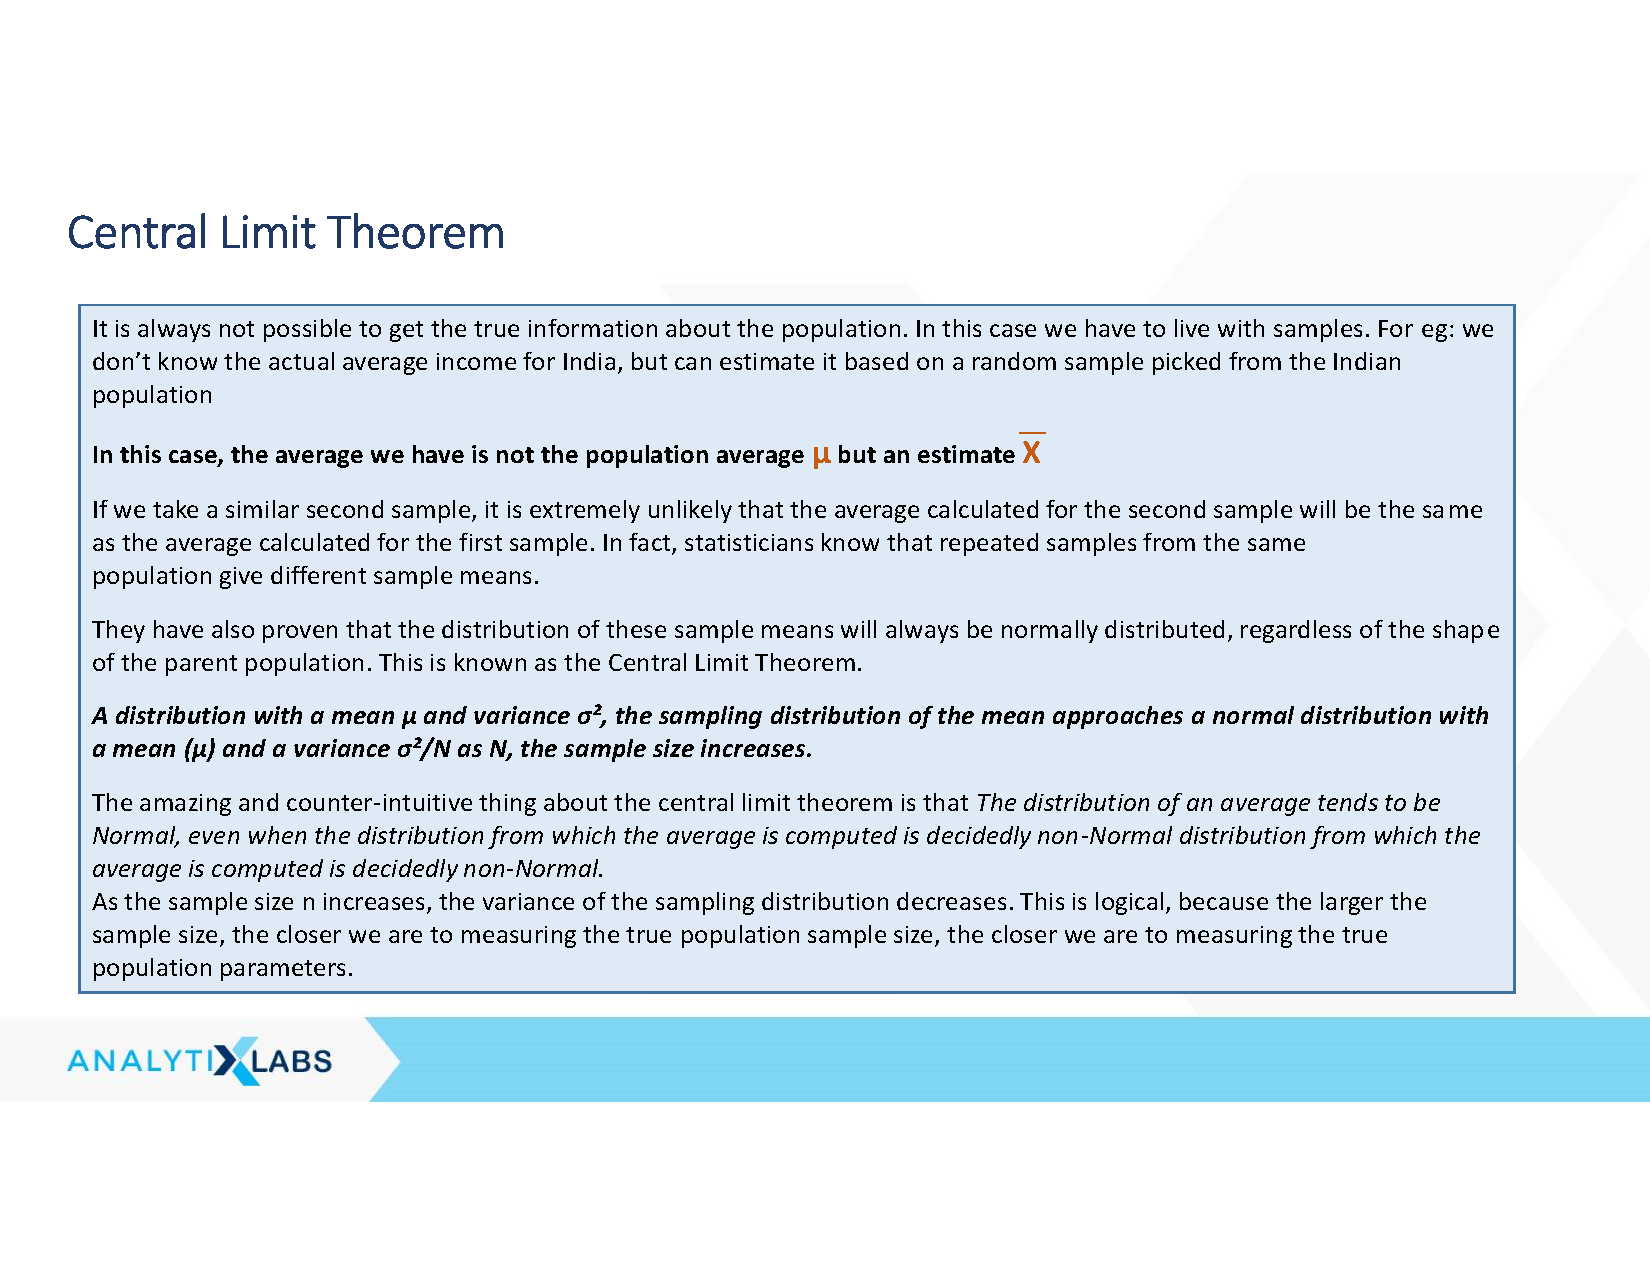 Central Limit Theorem
It is always not possible to get the true information about the population. In this case we have to live with samples. For eg: we
don’t know the actual average income for India, but can estimate it based on a random sample picked from the Indian
population
In this case, the average we have is not the population average μ but an estimate X̅
If we take a similar second sample, it is extremely unlikely that the average calculated for the second sample will be the same
as the average calculated for the first sample. In fact, statisticians know that repeated samples from the same
population give different sample means.
They have also proven that the distribution of these sample means will always be normally distributed, regardless of the shape
of the parent population. This is known as the Central Limit Theorem.
A distribution with a mean μ and variance σ², the sampling distribution of the mean approaches a normal distribution with
a mean (μ) and a variance σ²/N as N, the sample size increases.
The amazing and counter-intuitive thing about the central limit theorem is that The distribution of an average tends to be
Normal, even when the distribution from which the average is computed is decidedly non-Normal distribution from which the
average is computed is decidedly non-Normal.
As the sample size n increases, the variance of the sampling distribution decreases. This is logical, because the larger the
sample size, the closer we are to measuring the true population sample size, the closer we are to measuring the true
population parameters.
ANALYTIXLABS